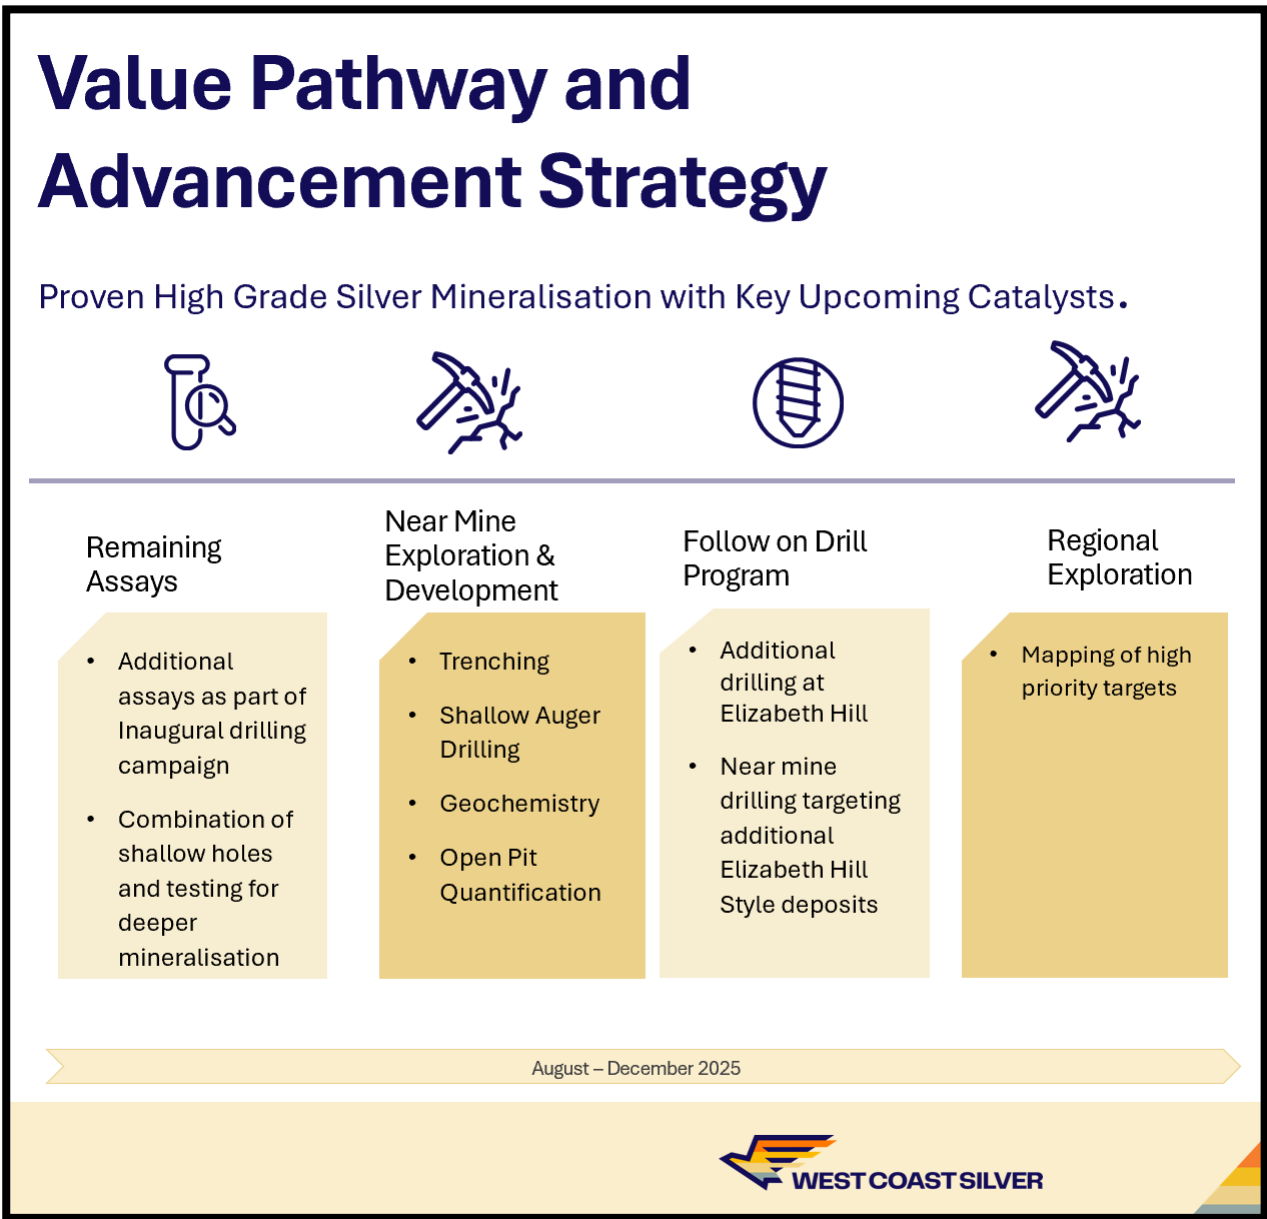 Value Pathway and
Advancement Strategy
Proven High Grade Silver Mineralisation with Key Upcoming Catalysts.
Remaining
Assays
• Additional
assays as part of
Inaugural drilling
campaign
• Combination of
shallow holes
and testing for
deeper
mineralisation
Near Mine
Exploration &
Development
• Trenching
• Shallow Auger
Drilling
• Geochemistry
• Open Pit
Quantification
Follow on Drill
Program
• Additional
drilling at
Elizabeth Hill
• Near mine
drilling targeting
additional
Elizabeth Hill
Style deposits
Regional
Exploration
• Mapping of high
priority targets
August – December 2025
WEST COAST SILVER